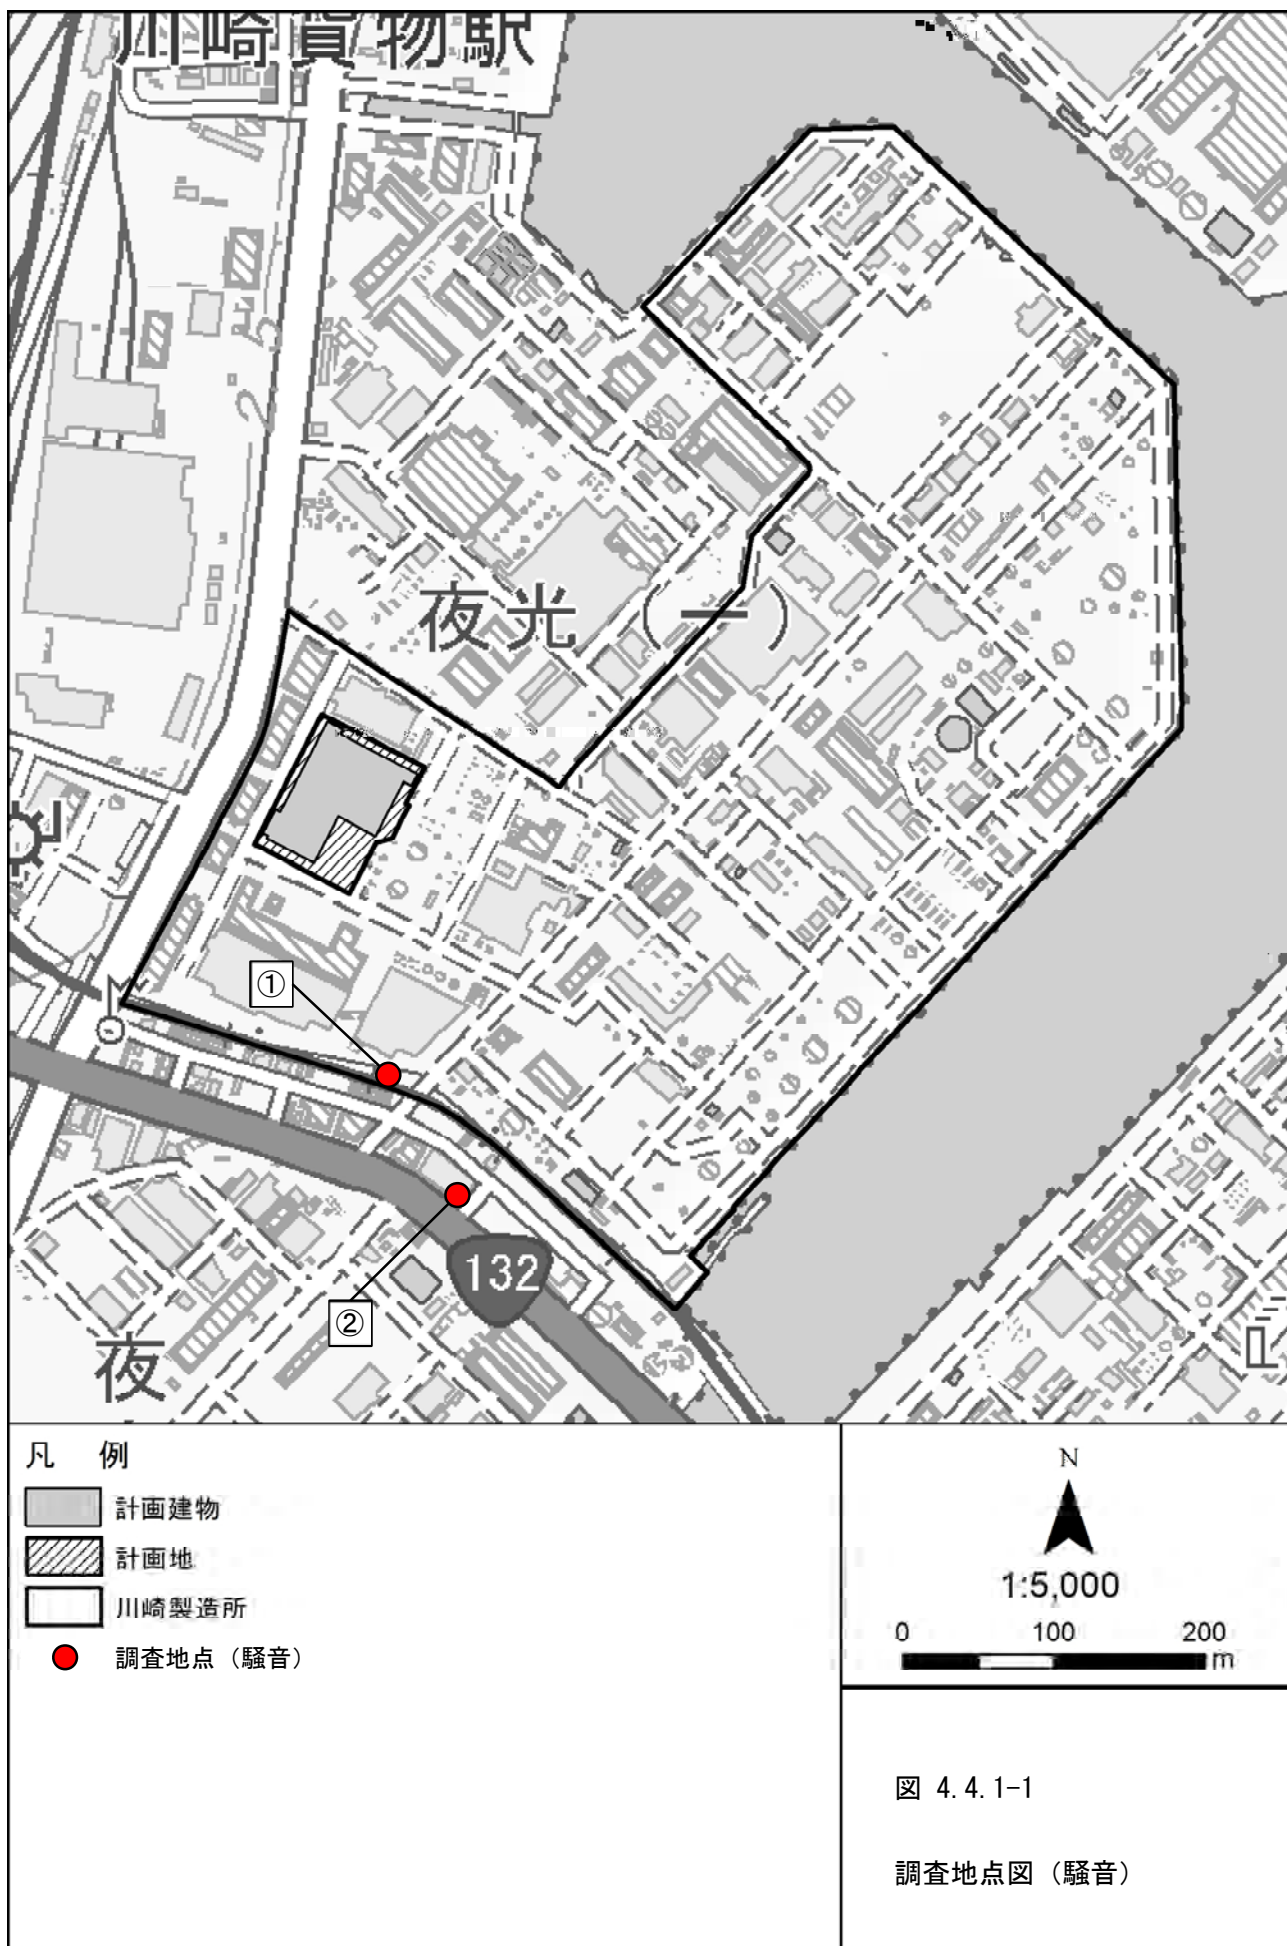 川崎貨物駅
夜光
(一)
①
②
132
夜
凡 例
計画建物
計画地
川崎製造所
調査地点（騒音）
N
1:5,000
0 100 200
m
図 4.4.1-1
調査地点図（騒音）